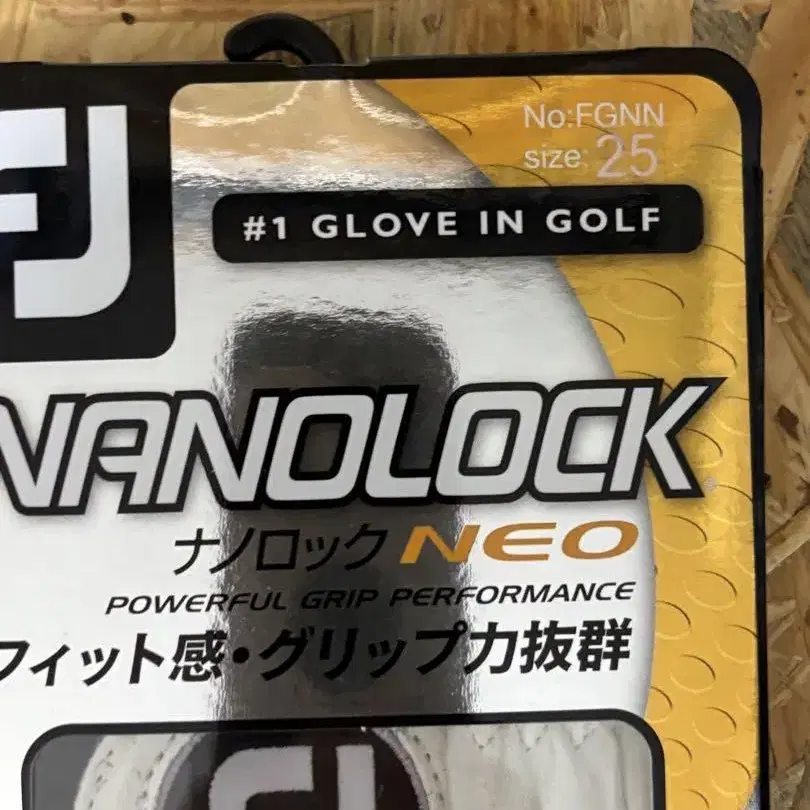 FJ
No:FGNN
size: 25
#1 GLOVE IN GOLF
NANOLOCK
ナノロック NEO
POWERFUL GRIP PERFORMANCE
フィット感・グリップ力抜群
FJ